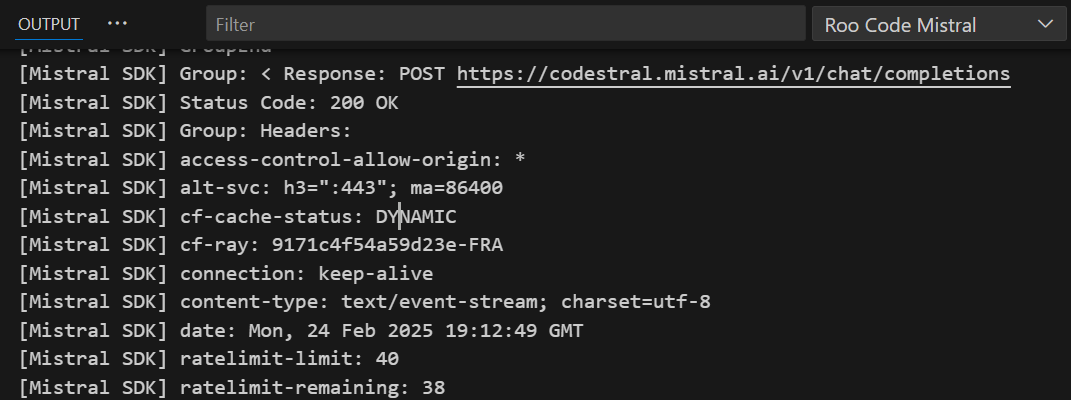 OUTPUT ··· Filter Roo Code Mistral
[Mistral SDK] GroupEnd
[Mistral SDK] Group: < Response: POST https://codestral.mistral.ai/v1/chat/completions
[Mistral SDK] Status Code: 200 OK
[Mistral SDK] Group: Headers:
[Mistral SDK] access-control-allow-origin: *
[Mistral SDK] alt-svc: h3=":443"; ma=86400
[Mistral SDK] cf-cache-status: DYNAMIC
[Mistral SDK] cf-ray: 9171c4f54a59d23e-FRA
[Mistral SDK] connection: keep-alive
[Mistral SDK] content-type: text/event-stream; charset=utf-8
[Mistral SDK] date: Mon, 24 Feb 2025 19:12:49 GMT
[Mistral SDK] ratelimit-limit: 40
[Mistral SDK] ratelimit-remaining: 38